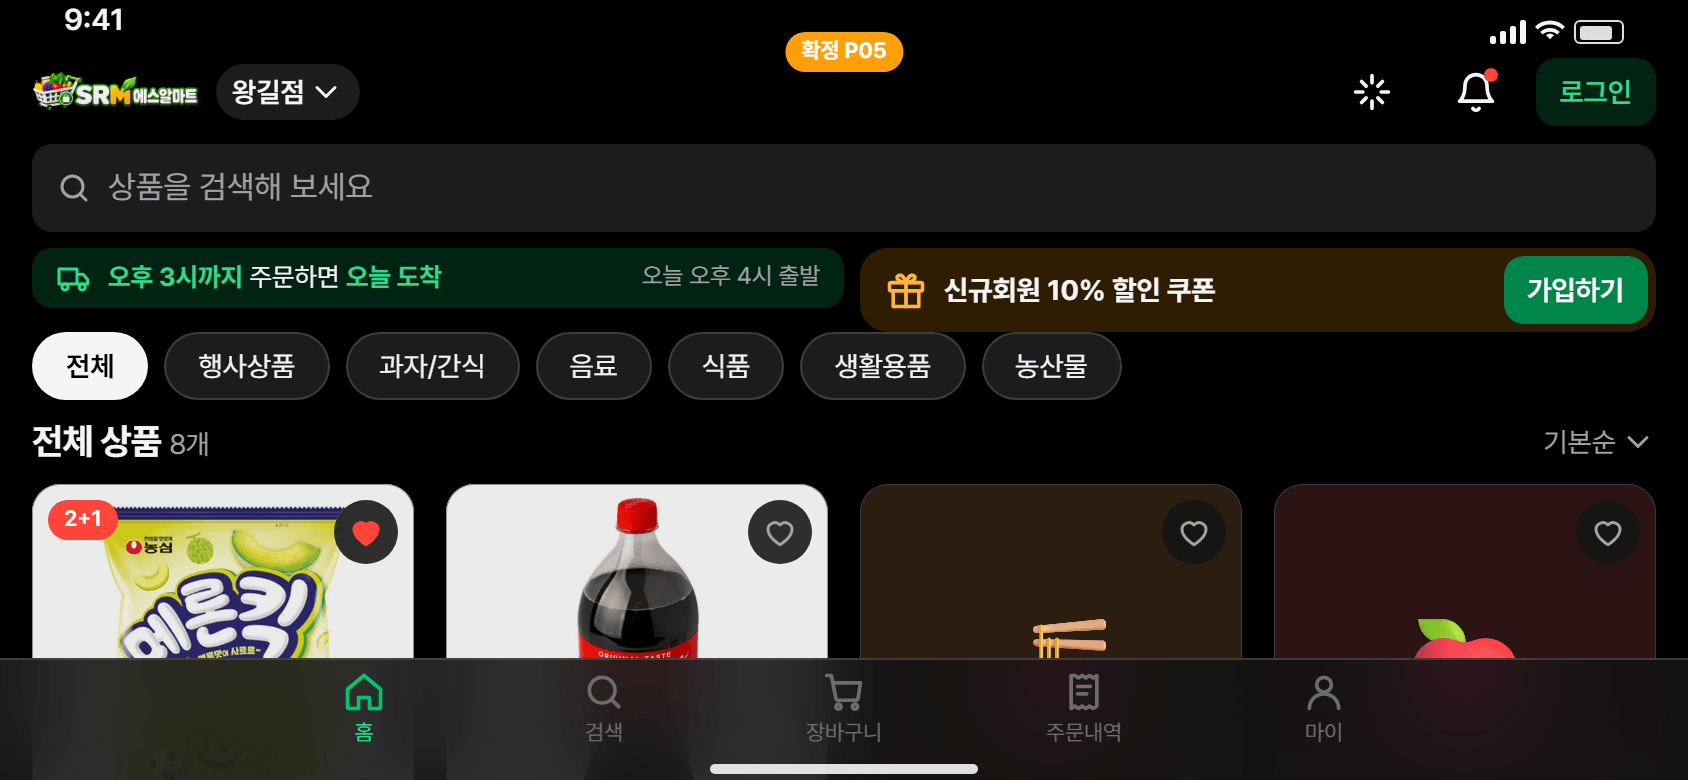 9:41
확정 P05
SRM 에스알마트
왕길점
로그인
상품을 검색해 보세요
오후 3시까지 주문하면 오늘 도착
오늘 오후 4시 출발
신규회원 10% 할인 쿠폰
가입하기
전체
행사상품
과자/간식
음료
식품
생활용품
농산물
전체 상품 8개
기본순
2+1
농심
메론킥
ORIGINAL TASTE
홈
검색
장바구니
주문내역
마이